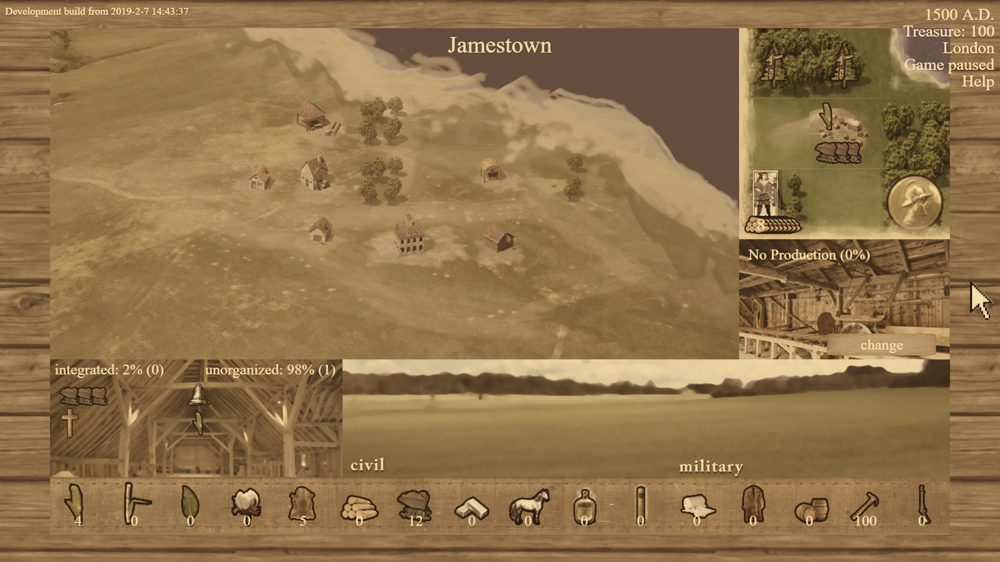 Development build from 2019-2-7 14:43:37
1500 A.D.
Treasure: 100
London
Game paused
Help
Jamestown
8
No Production (0%)
change
integrated: 2% (0)
unorganized: 98% (1)
civil
military
4 0 0 0 5 0 12 0 0 0 0 0 0 0 100 0